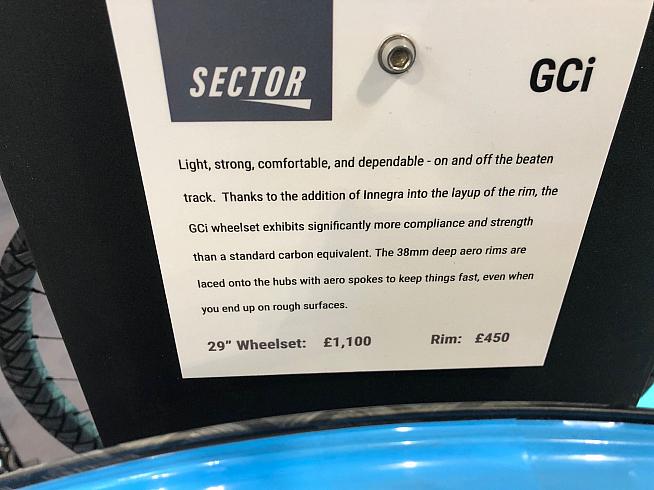 SECTOR
GCi
Light, strong, comfortable, and dependable - on and off the beaten
track. Thanks to the addition of Innegra into the layup of the rim, the
GCi wheelset exhibits significantly more compliance and strength
than a standard carbon equivalent. The 38mm deep aero rims are
laced onto the hubs with aero spokes to keep things fast, even when
you end up on rough surfaces.
29” Wheelset: £1,100 Rim: £450